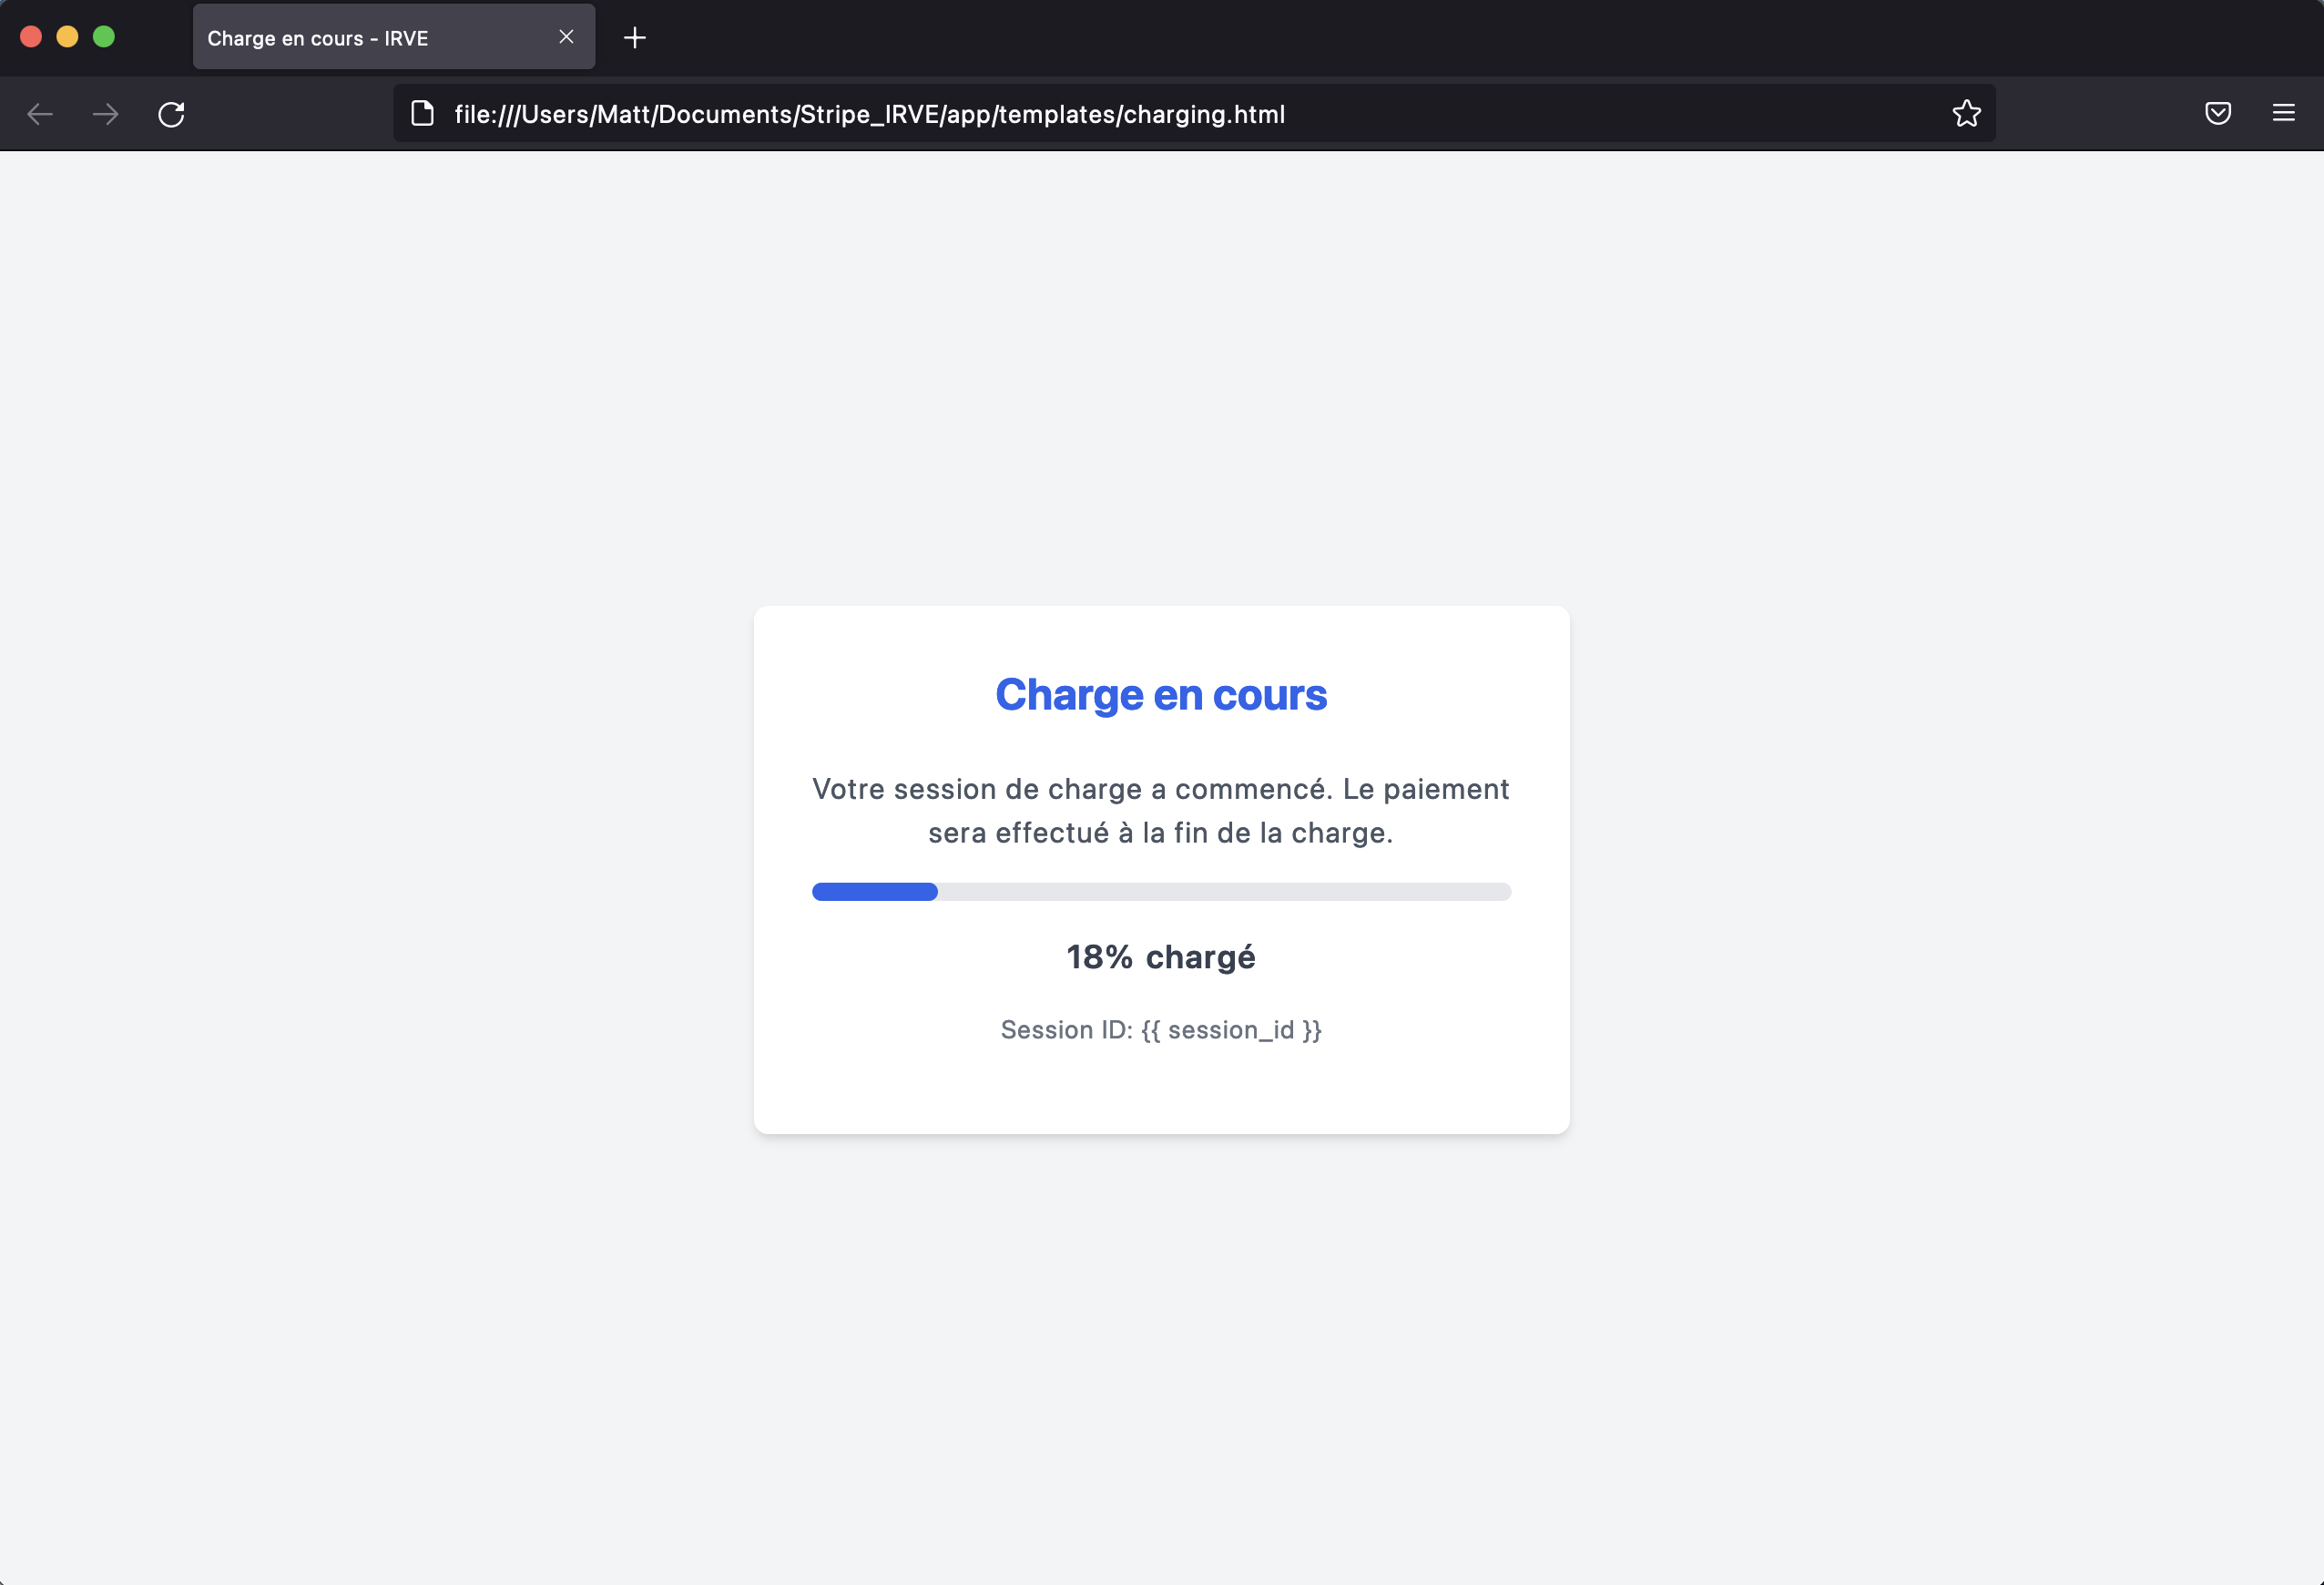 Charge en cours - IRVE
file:///Users/Matt/Documents/Stripe_IRVE/app/templates/charging.html
Charge en cours
Votre session de charge a commencé. Le paiement
sera effectué à la fin de la charge.
18% chargé
Session ID: {{ session_id }}